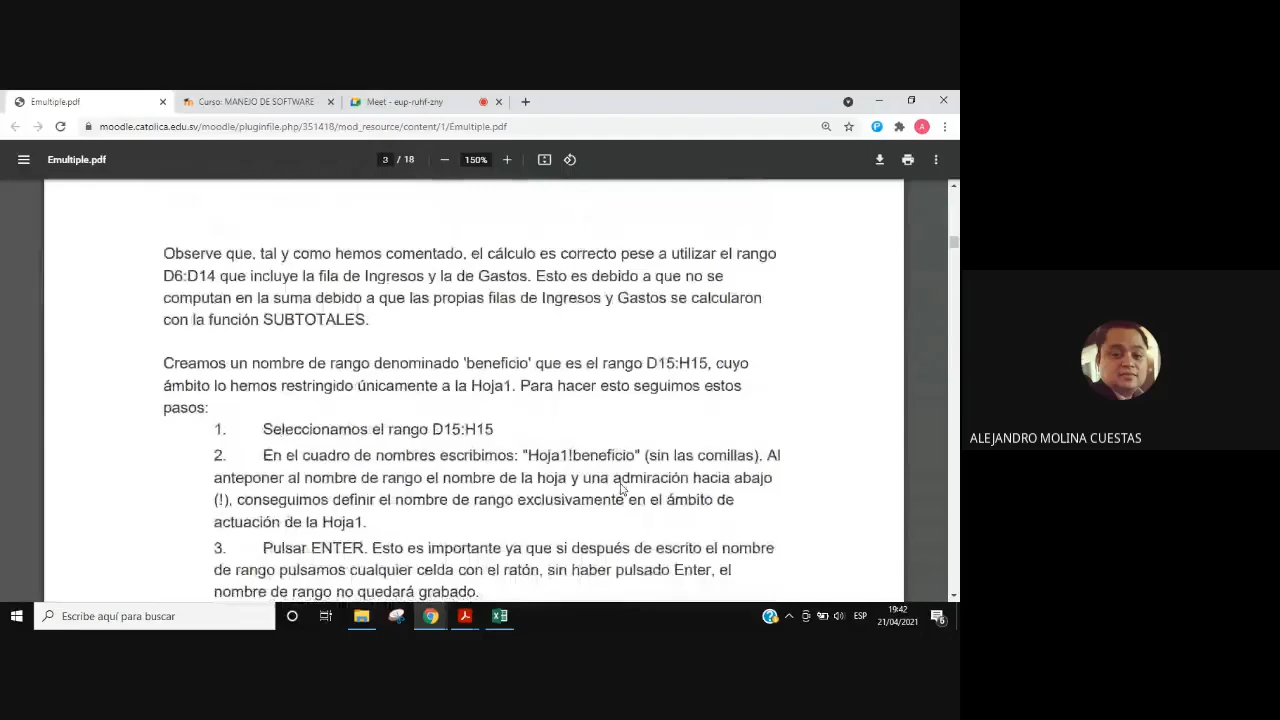 Emultiple.pdf
Curso: MANEJO DE SOFTWARE
Meet - eup-ruhf-zny
moodle.catolica.edu.sv/moodle/pluginfile.php/351418/mod_resource/content/1/Emultiple.pdf
A
Emultiple.pdf
3 / 18
150%
Observe que, tal y como hemos comentado, el cálculo es correcto pese a utilizar el rango
D6:D14 que incluye la fila de Ingresos y la de Gastos. Esto es debido a que no se
computan en la suma debido a que las propias filas de Ingresos y Gastos se calcularon
con la función SUBTOTALES.
Creamos un nombre de rango denominado 'beneficio' que es el rango D15:H15, cuyo
ámbito lo hemos restringido únicamente a la Hoja1. Para hacer esto seguimos estos
pasos:
1. Seleccionamos el rango D15:H15
2. En el cuadro de nombres escribimos: "Hoja1!beneficio" (sin las comillas). Al
anteponer al nombre de rango el nombre de la hoja y una admiración hacia abajo
(!), conseguimos definir el nombre de rango exclusivamente en el ámbito de
actuación de la Hoja1.
3. Pulsar ENTER. Esto es importante ya que si después de escrito el nombre
de rango pulsamos cualquier celda con el ratón, sin haber pulsado Enter, el
nombre de rango no quedará grabado.
ALEJANDRO MOLINA CUESTAS
Escribe aquí para buscar
ESP
19:42
21/04/2021
6